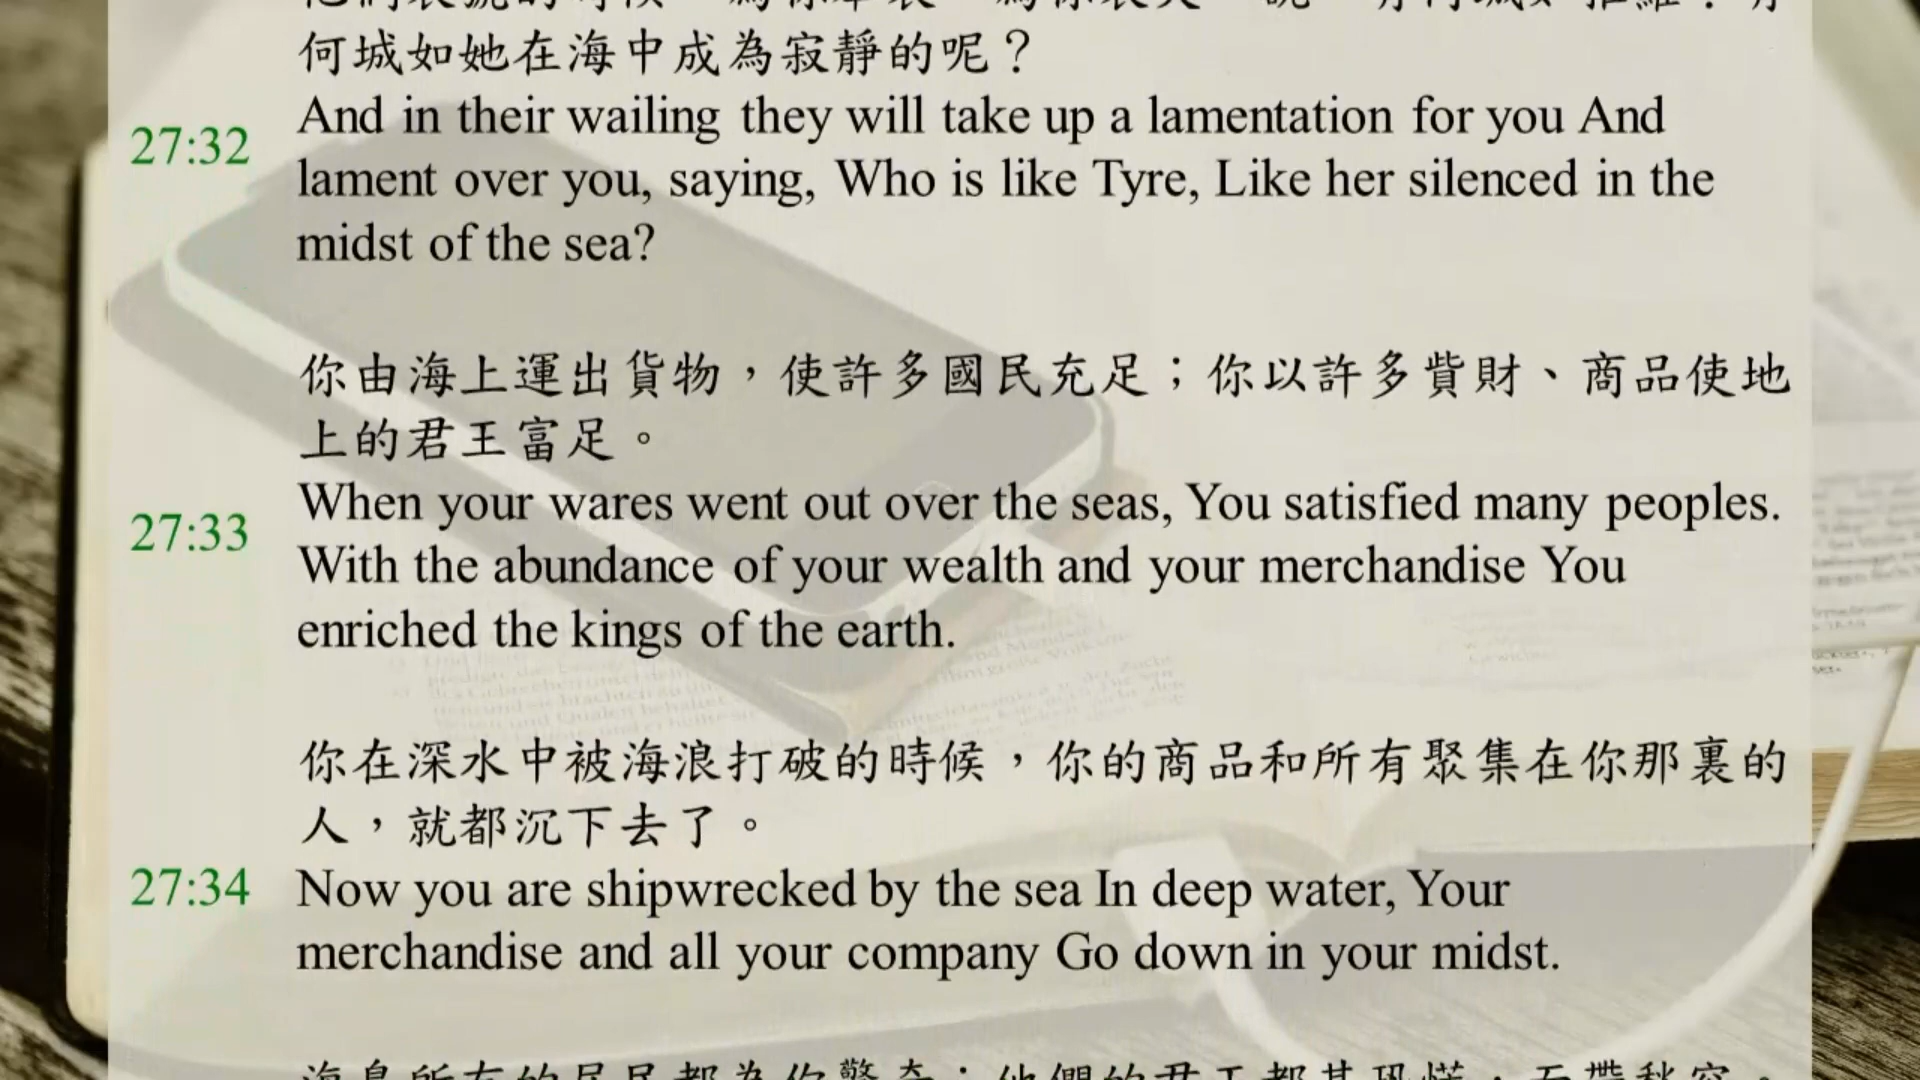 何城如她在海中成為寂靜的呢？
27:32
And in their wailing they will take up a lamentation for you And
lament over you, saying, Who is like Tyre, Like her silenced in the
midst of the sea?
你由海上運出貨物，使許多國民充足；你以許多貲財、商品使地
上的君王富足。
27:33
When your wares went out over the seas, You satisfied many peoples.
With the abundance of your wealth and your merchandise You
enriched the kings of the earth.
你在深水中被海浪打破的時候，你的商品和所有聚集在你那裏的
人，就都沉下去了。
27:34
Now you are shipwrecked by the sea In deep water, Your
merchandise and all your company Go down in your midst.